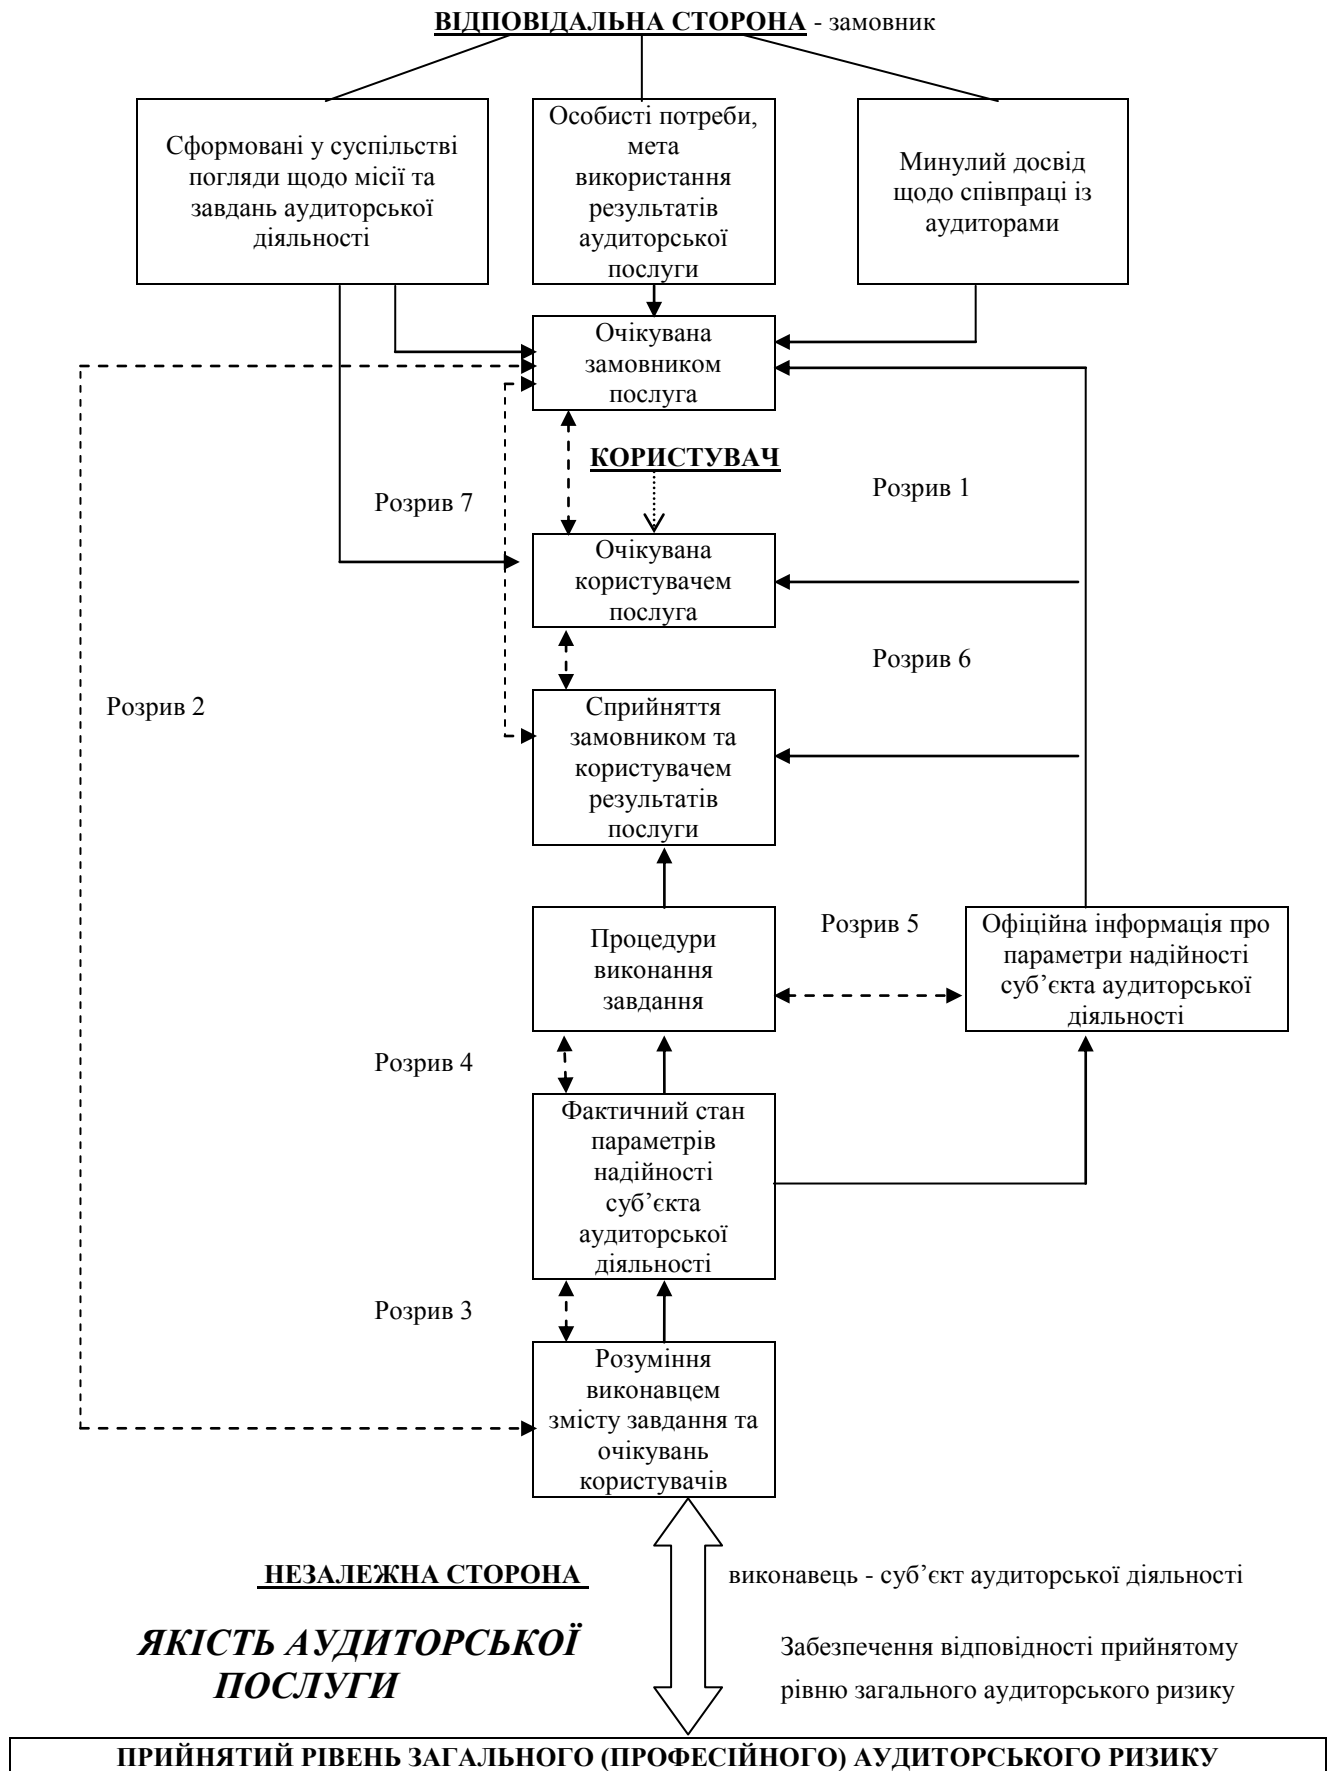 ВІДПОВІДАЛЬНА СТОРОНА - замовник
Сформовані у суспільстві
погляди щодо місії та
завдань аудиторської
діяльності
Особисті потреби,
мета
використання
результатів
аудиторської
послуги
Минулий досвід
щодо співпраці із
аудиторами
Очікувана
замовником
послуга
КОРИСТУВАЧ
Розрив 7
Розрив 1
Очікувана
користувачем
послуга
Розрив 6
Розрив 2
Сприйняття
замовником та
користувачем
результатів
послуги
Процедури
виконання
завдання
Розрив 5
Офіційна інформація про
параметри надійності
суб’єкта аудиторської
діяльності
Розрив 4
Фактичний стан
параметрів
надійності
суб’єкта
аудиторської
діяльності
Розрив 3
Розуміння
виконавцем
змісту завдання та
очікувань
користувачів
НЕЗАЛЕЖНА СТОРОНА
виконавець - суб’єкт аудиторської діяльності
ЯКІСТЬ АУДИТОРСЬКОЇ
ПОСЛУГИ
Забезпечення відповідності прийнятому
рівню загального аудиторського ризику
ПРИЙНЯТИЙ РІВЕНЬ ЗАГАЛЬНОГО (ПРОФЕСІЙНОГО) АУДИТОРСЬКОГО РИЗИКУ